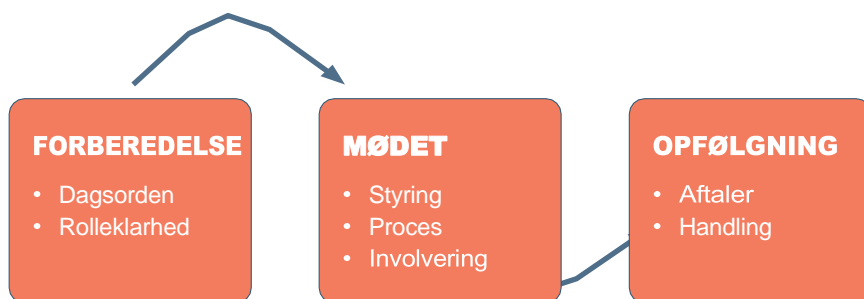 FORBEREDELSE
• Dagsorden
• Rolleklarhed
MØDET
• Styring
• Proces
• Involvering
OPFØLGNING
• Aftaler
• Handling